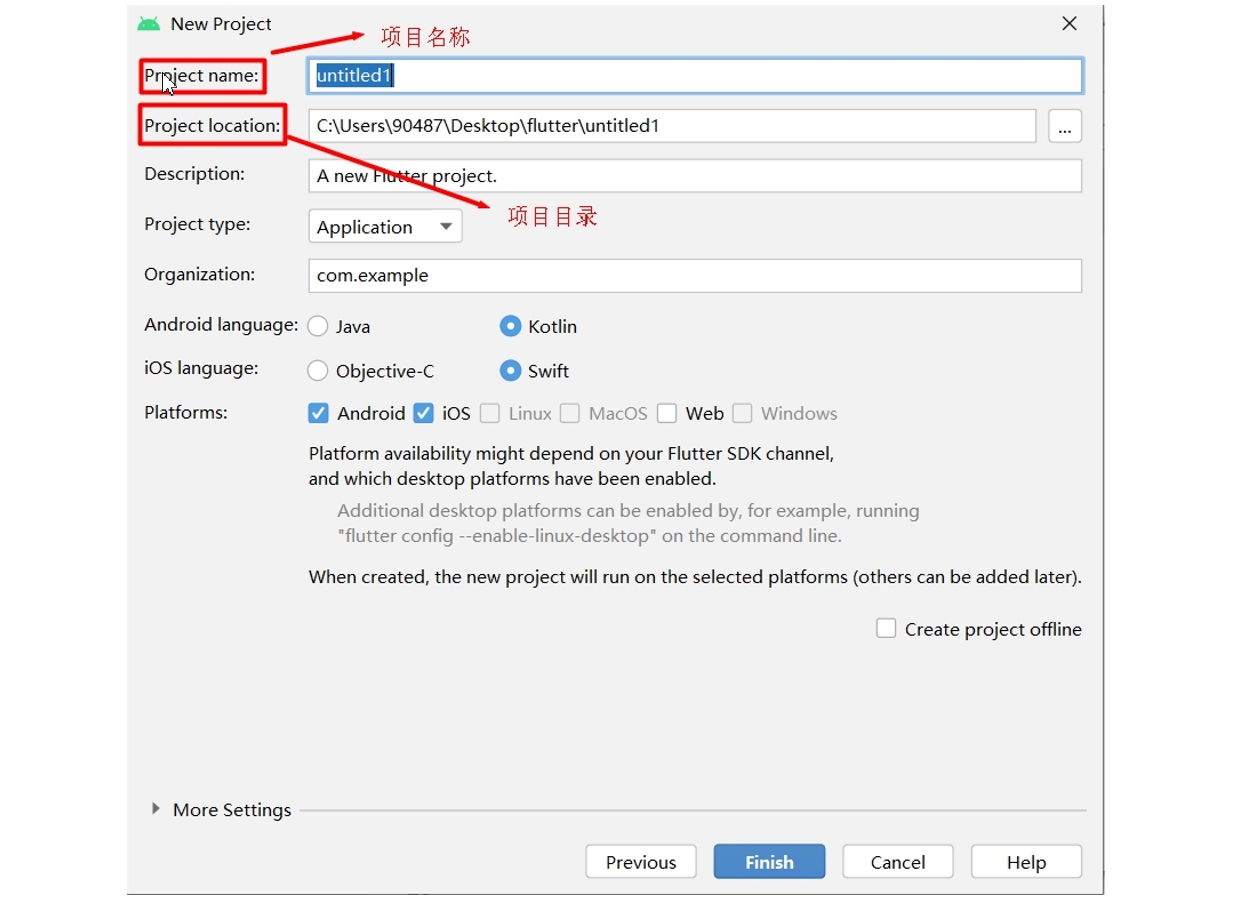 New Project
项目名称
Project name: untitled1
Project location: C:\Users\90487\Desktop\flutter\untitled1 ...
Description: A new Flutter project.
项目目录
Project type: Application
Organization: com.example
Android language: Java Kotlin
iOS language: Objective-C Swift
Platforms: Android iOS Linux MacOS Web Windows
Platform availability might depend on your Flutter SDK channel,
and which desktop platforms have been enabled.
Additional desktop platforms can be enabled by, for example, running
"flutter config --enable-linux-desktop" on the command line.
When created, the new project will run on the selected platforms (others can be added later).
Create project offline
More Settings
Previous Finish Cancel Help